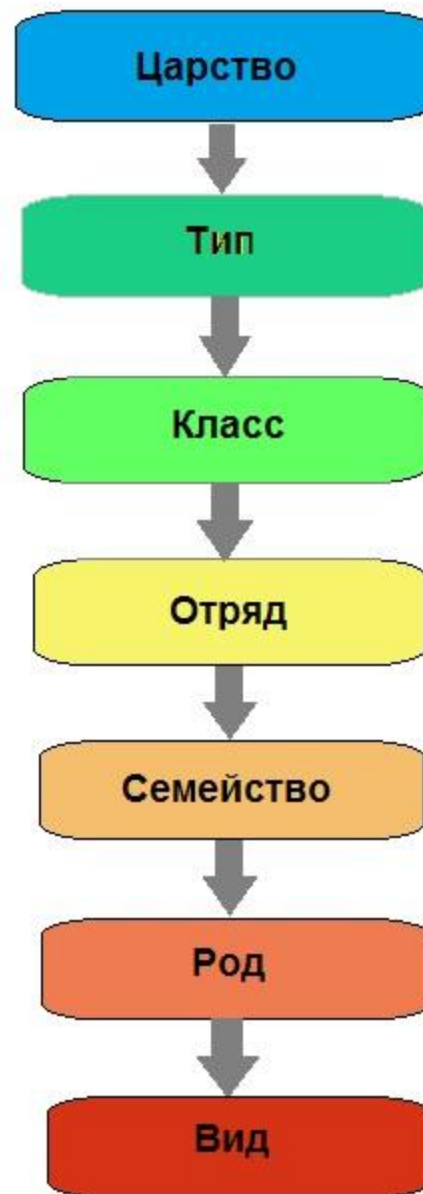 Царство
Тип
Класс
Отряд
Семейство
Род
Вид